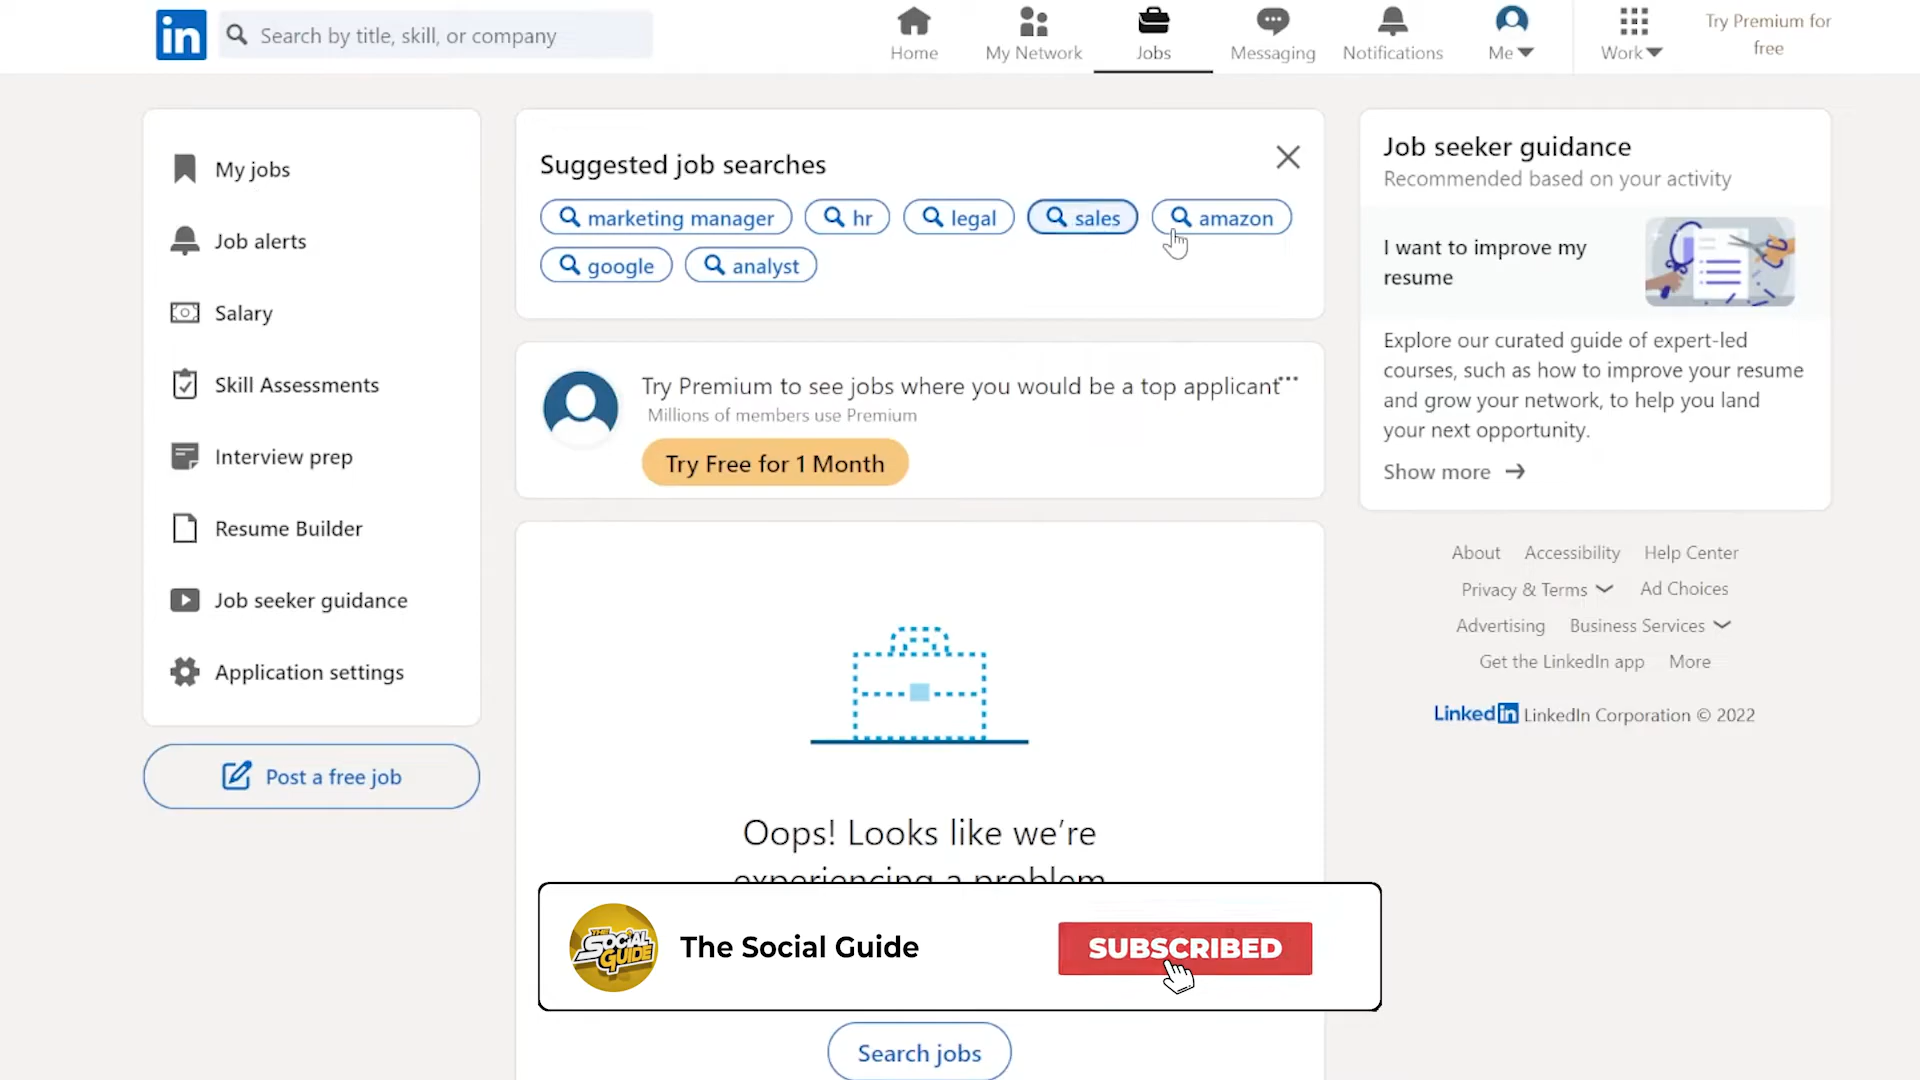 in
Search by title, skill, or company
Home
My Network
Jobs
Messaging
Notifications
Me
Work
Try Premium for
free
My jobs
Job alerts
Salary
Skill Assessments
Interview prep
Resume Builder
Job seeker guidance
Application settings
Post a free job
Suggested job searches
marketing manager
hr
legal
sales
amazon
google
analyst
Try Premium to see jobs where you would be a top applicant
Millions of members use Premium
Try Free for 1 Month
Oops! Looks like we're
experiencing a problem
THE SOCIAL GUIDE
The Social Guide
SUBSCRIBED
Search jobs
Job seeker guidance
Recommended based on your activity
I want to improve my
resume
Explore our curated guide of expert-led
courses, such as how to improve your resume
and grow your network, to help you land
your next opportunity.
Show more
About Accessibility Help Center
Privacy & Terms Ad Choices
Advertising Business Services
Get the LinkedIn app More
LinkedIn LinkedIn Corporation © 2022